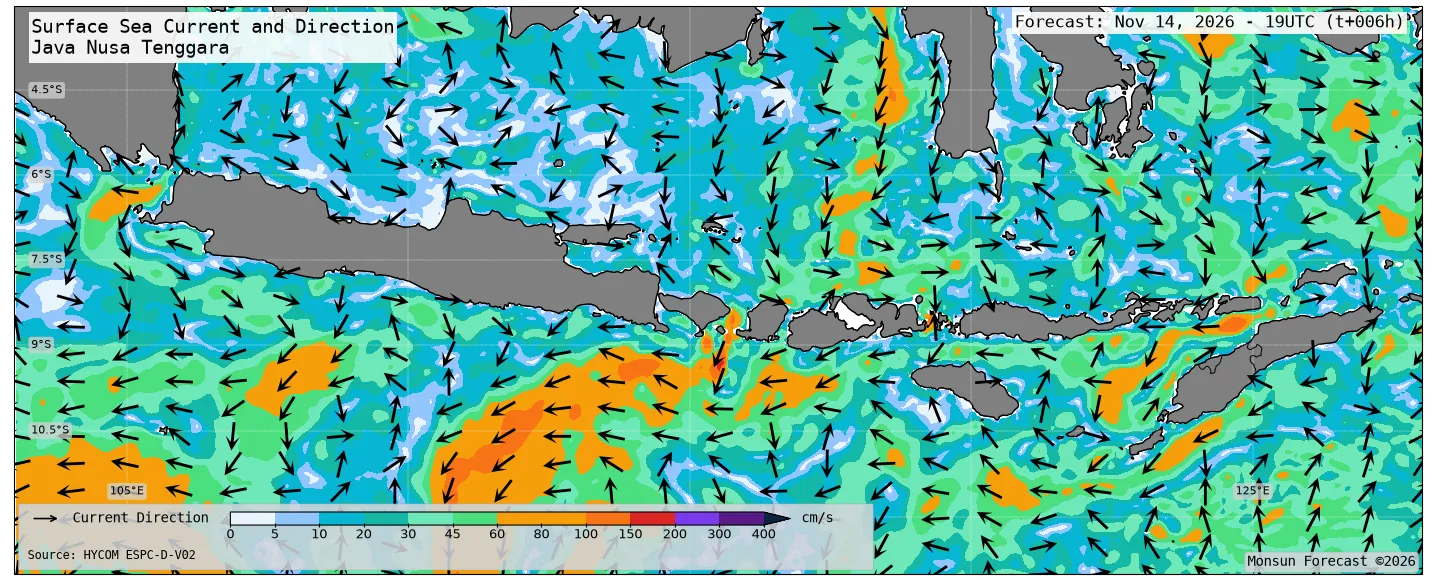 Surface Sea Current and Direction
Java Nusa Tenggara
Forecast: Nov 14, 2026 - 19UTC (t+006h)
4.5°S
6°S
7.5°S
9°S
10.5°S
105°E
125°E
Current Direction
0 5 10 20 30 45 60 80 100 150 200 300 400 cm/s
Source: HYCOM ESPC-D-V02
Monsun Forecast ©2026